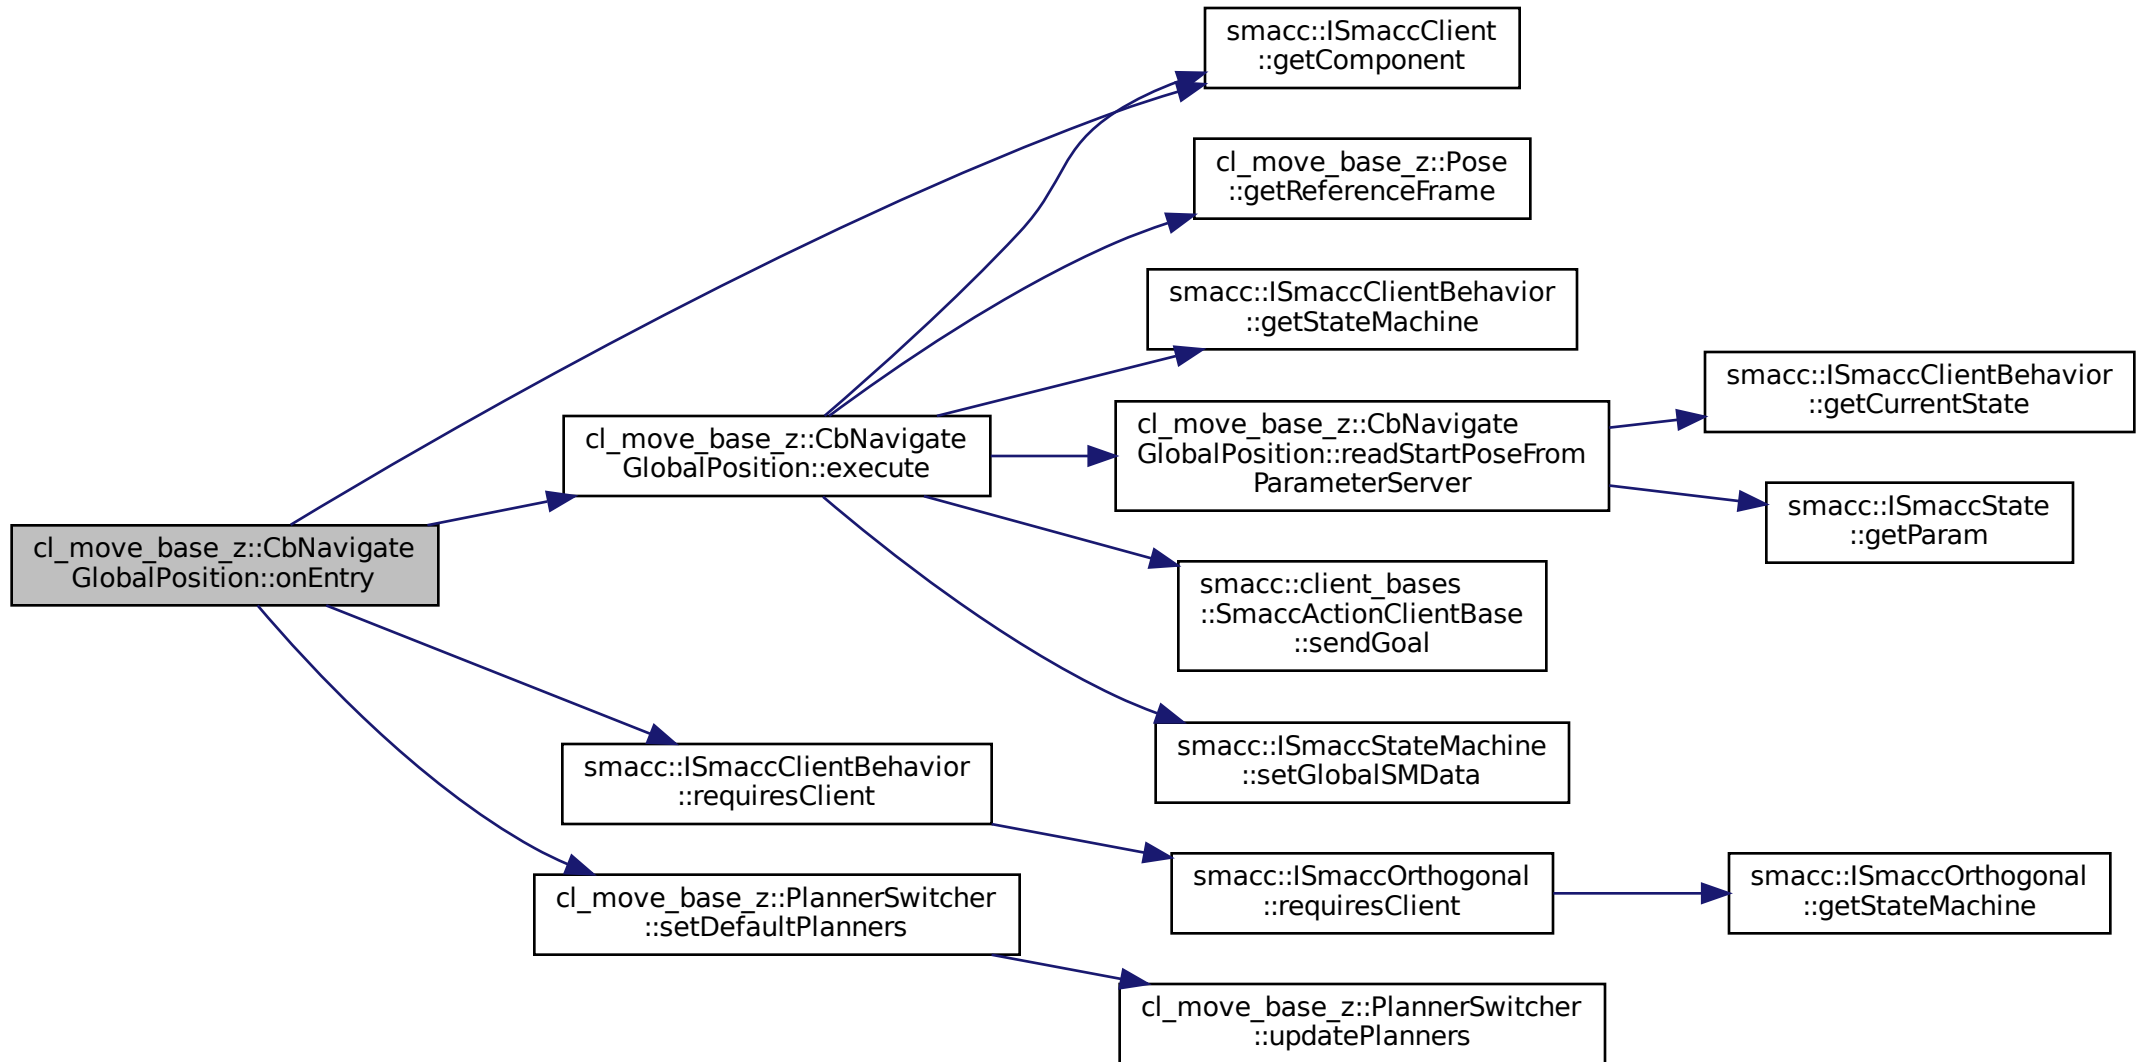 smacc::ISmaccClient
::getComponent
cl_move_base_z::Pose
::getReferenceFrame
smacc::ISmaccClientBehavior
::getStateMachine
smacc::ISmaccClientBehavior
::getCurrentState
cl_move_base_z::CbNavigate
GlobalPosition::execute
cl_move_base_z::CbNavigate
GlobalPosition::readStartPoseFrom
ParameterServer
smacc::ISmaccState
::getParam
cl_move_base_z::CbNavigate
GlobalPosition::onEntry
smacc::client_bases
::SmaccActionClientBase
::sendGoal
smacc::ISmaccStateMachine
::setGlobalSMData
smacc::ISmaccClientBehavior
::requiresClient
smacc::ISmaccOrthogonal
::requiresClient
smacc::ISmaccOrthogonal
::getStateMachine
cl_move_base_z::PlannerSwitcher
::setDefaultPlanners
cl_move_base_z::PlannerSwitcher
::updatePlanners